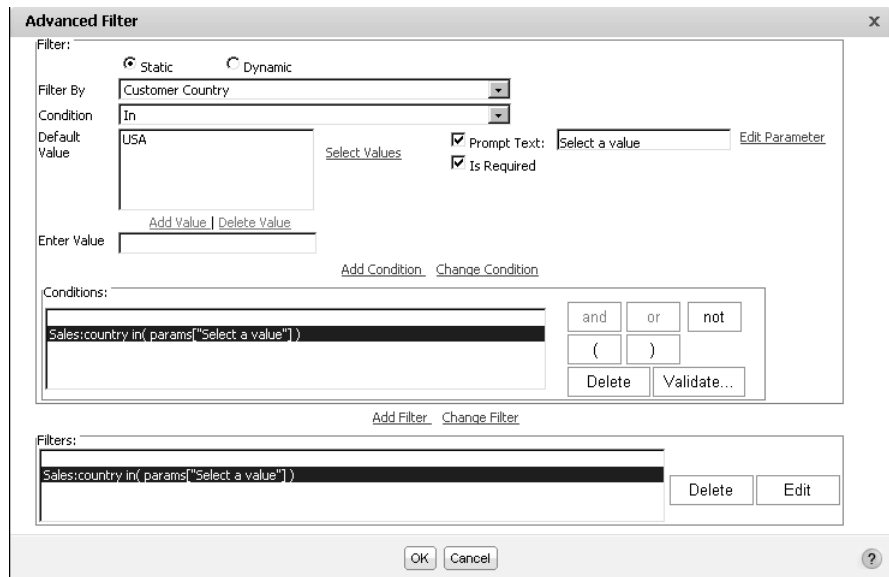 Advanced Filter x
Filter:
Static Dynamic
Filter By Customer Country
Condition In
Default Value USA Select Values Prompt Text: Select a value Edit Parameter
Is Required
Add Value | Delete Value
Enter Value
Add Condition Change Condition
Conditions:
and or not
Sales:country in( params["Select a value"] )
( )
Delete Validate...
Add Filter Change Filter
Filters:
Sales:country in( params["Select a value"] )
Delete Edit
OK Cancel ?